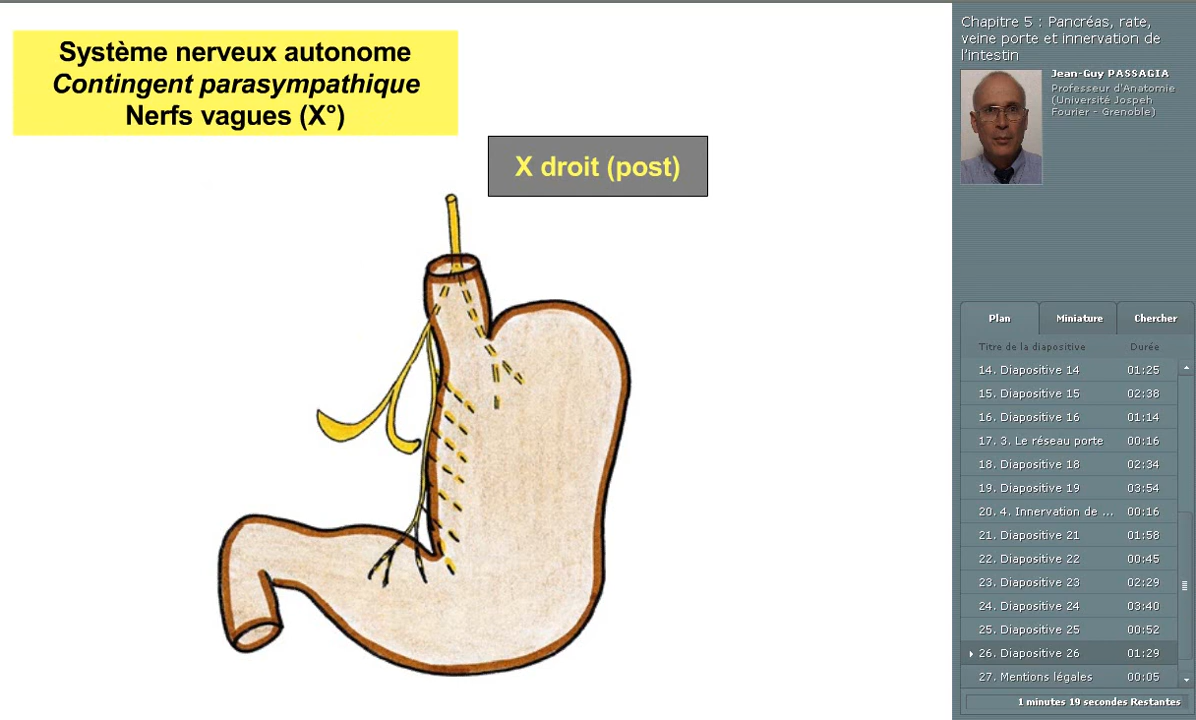 Système nerveux autonome
Contingent parasympathique
Nerfs vagues (X°)
X droit (post)
Chapitre 5 : Pancréas, rate,
veine porte et innervation de
l'intestin
Jean-Guy PASSAGIA
Professeur d'Anatomie
(Université Jospeh
Fourier - Grenoble)
Plan Miniature Chercher
Titre de la diapositive Durée
14. Diapositive 14 01:25
15. Diapositive 15 02:38
16. Diapositive 16 01:14
17. 3. Le réseau porte 00:16
18. Diapositive 18 02:34
19. Diapositive 19 03:54
20. 4. Innervation de ... 00:16
21. Diapositive 21 01:58
22. Diapositive 22 00:45
23. Diapositive 23 02:29
24. Diapositive 24 03:40
25. Diapositive 25 00:52
26. Diapositive 26 01:29
27. Mentions légales 00:05
1 minutes 19 secondes Restantes